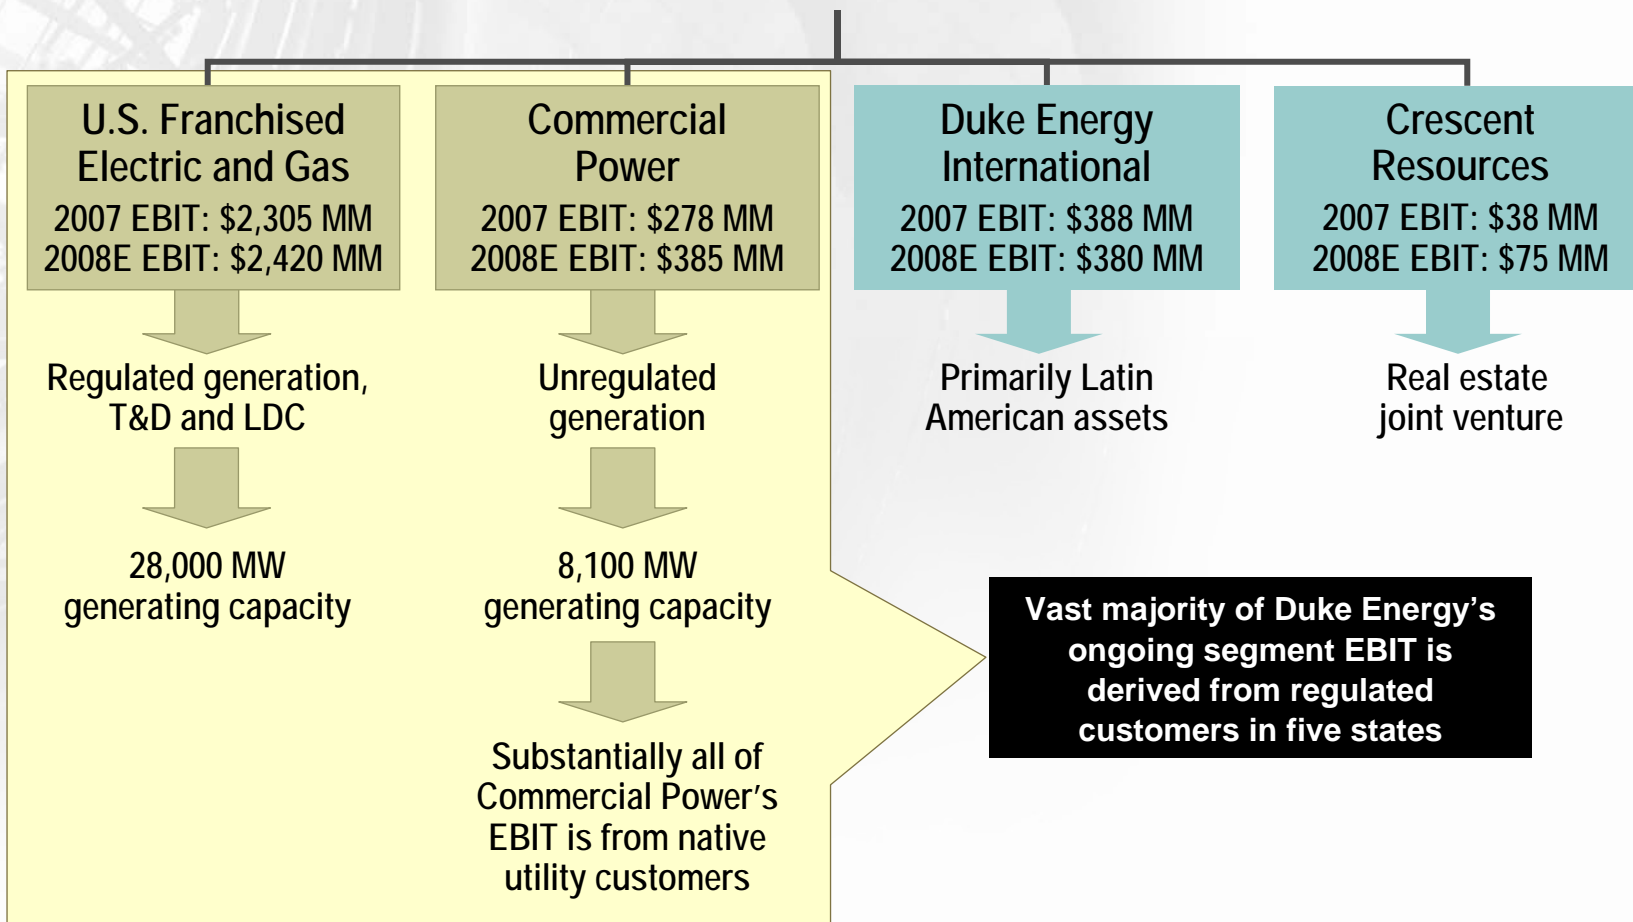 U.S. Franchised
Electric and Gas
2007 EBIT: $2,305 MM
2008E EBIT: $2,420 MM
Regulated generation,
T&D and LDC
28,000 MW
generating capacity
Commercial
Power
2007 EBIT: $278 MM
2008E EBIT: $385 MM
Unregulated
generation
8,100 MW
generating capacity
Substantially all of
Commercial Power’s
EBIT is from native
utility customers
Duke Energy
International
2007 EBIT: $388 MM
2008E EBIT: $380 MM
Primarily Latin
American assets
Crescent
Resources
2007 EBIT: $38 MM
2008E EBIT: $75 MM
Real estate
joint venture
Vast majority of Duke Energy’s
ongoing segment EBIT is
derived from regulated
customers in five states